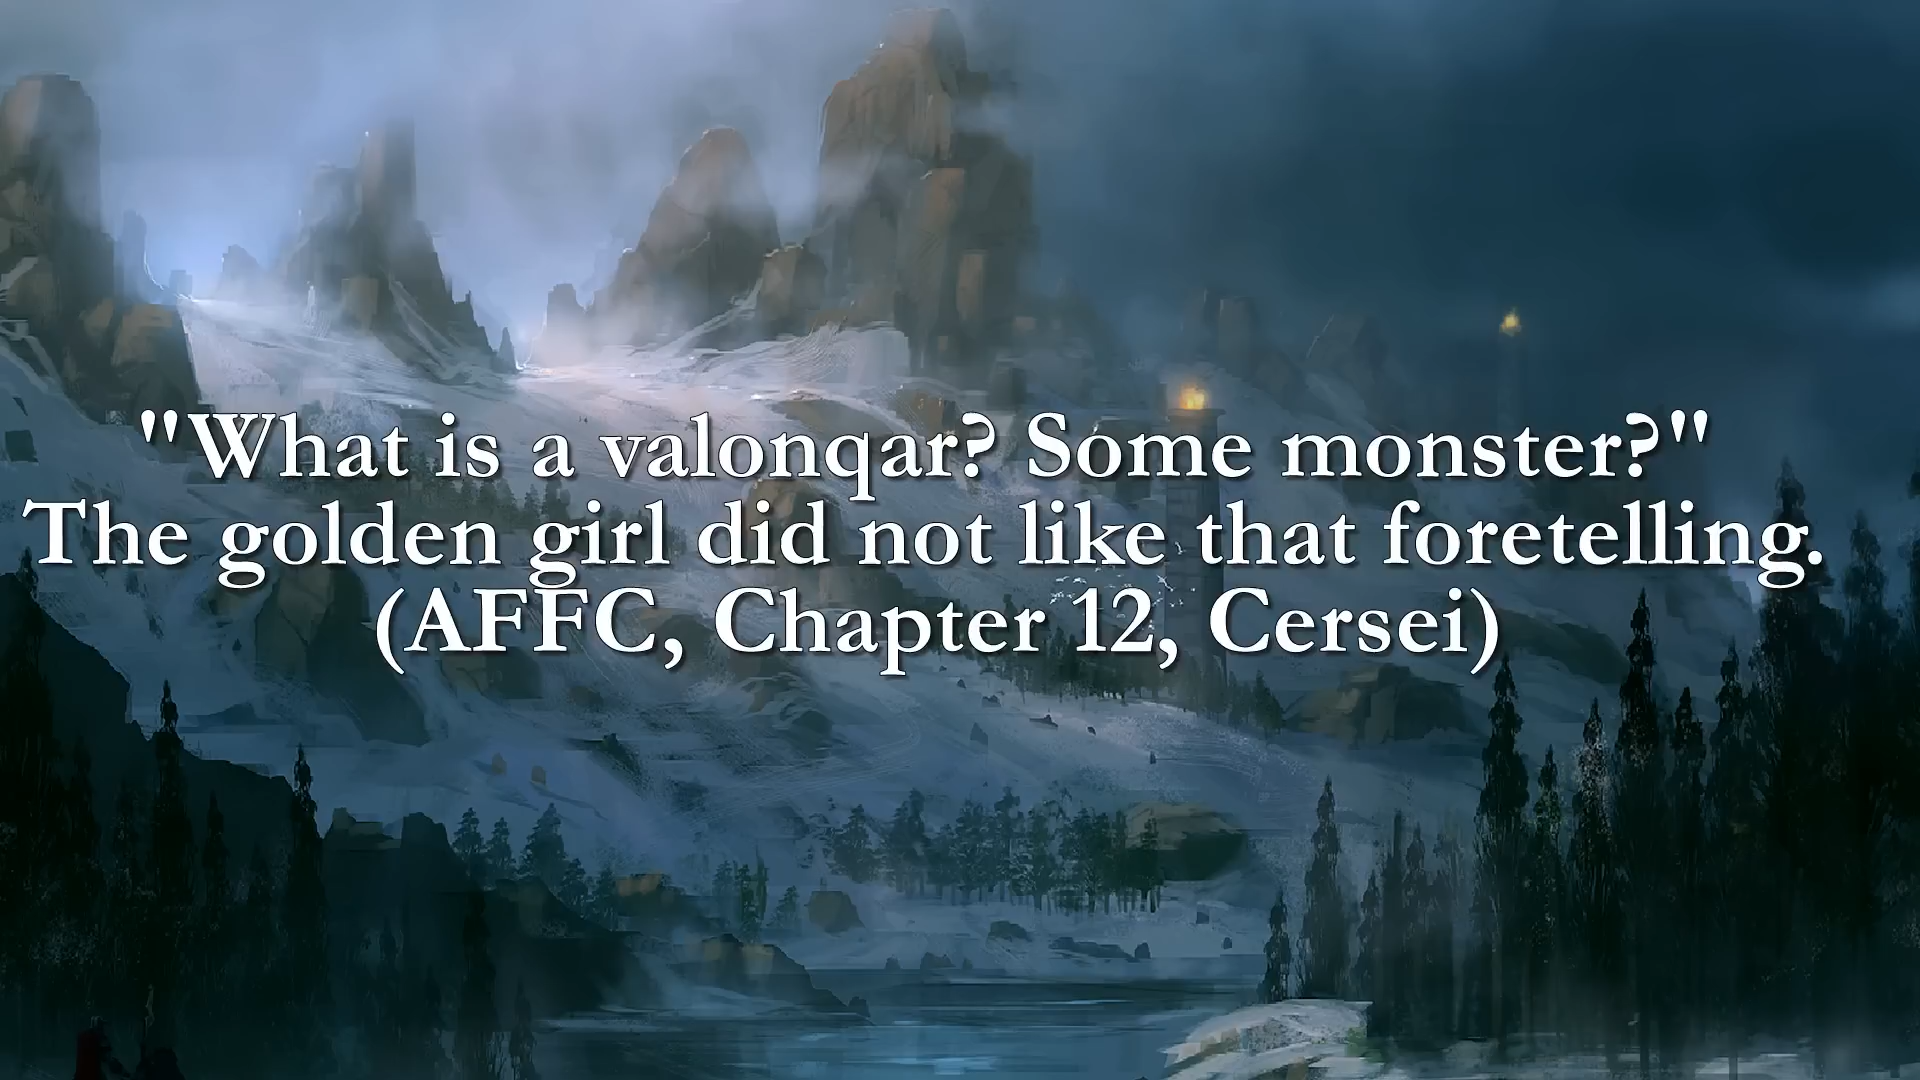 "What is a valonqar? Some monster?"
The golden girl did not like that foretelling.
(AFFC, Chapter 12, Cersei)